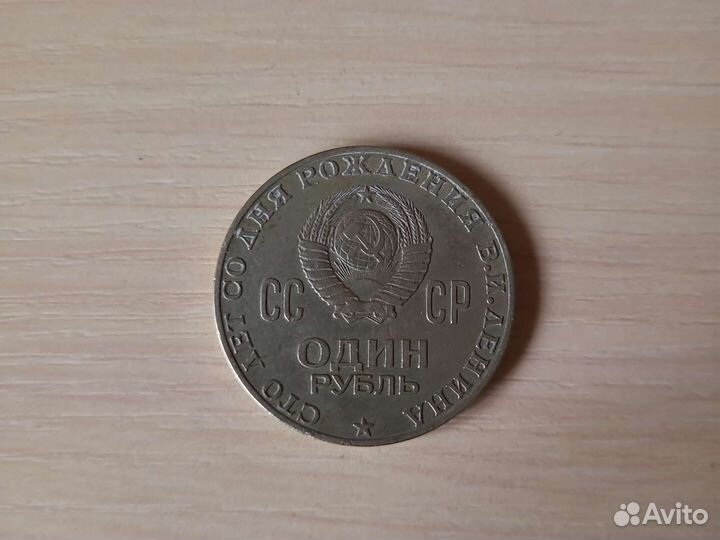 СТО ЛЕТ СО ДНЯ РОЖДЕНИЯ В.И.ЛЕНИНА
СС СР
ОДИН
РУБЛЬ
Avito